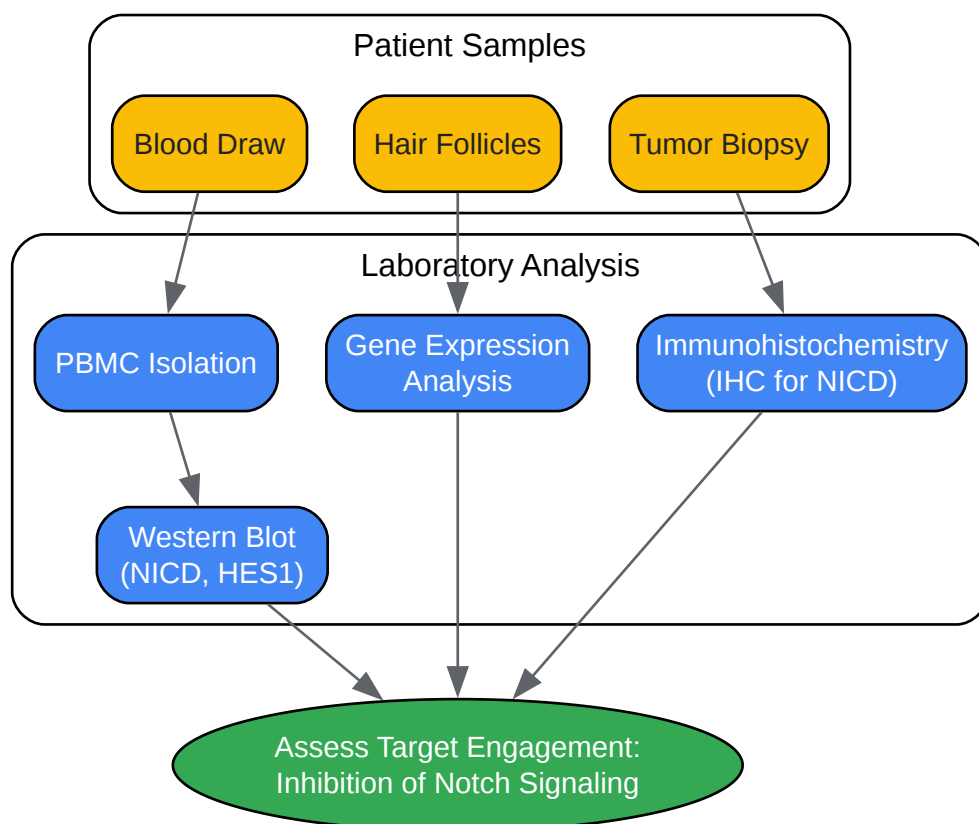 Patient Samples
Blood Draw
Hair Follicles
Tumor Biopsy
Laboratory Analysis
PBMC Isolation
Gene Expression
Analysis
Immunohistochemistry
(IHC for NICD)
Western Blot
(NICD, HES1)
Assess Target Engagement:
Inhibition of Notch Signaling